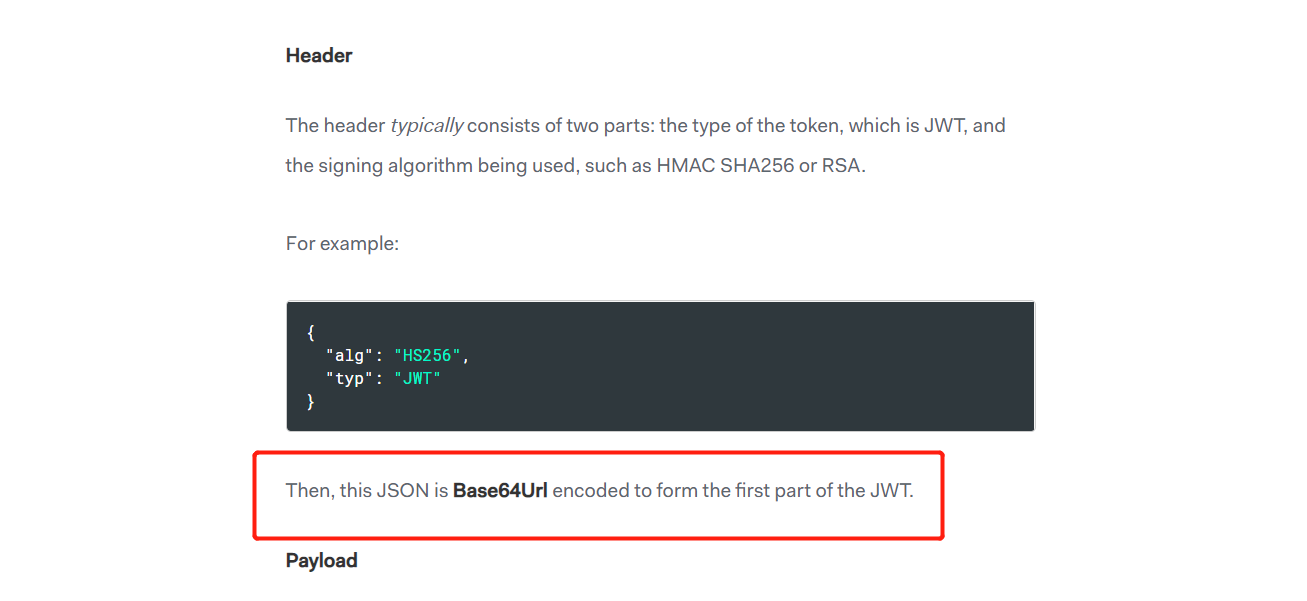 Header
The header typically consists of two parts: the type of the token, which is JWT, and
the signing algorithm being used, such as HMAC SHA256 or RSA.
For example:
{
  "alg": "HS256",
  "typ": "JWT"
}
Then, this JSON is Base64Url encoded to form the first part of the JWT.
Payload